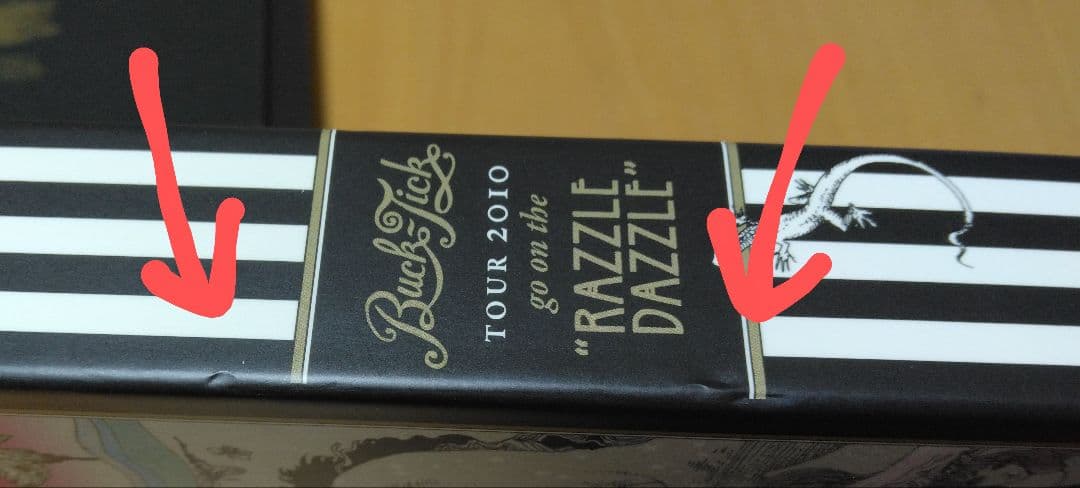 Buck-Tick
TOUR 2010
go on the
"RAZZLE
DAZZLE"